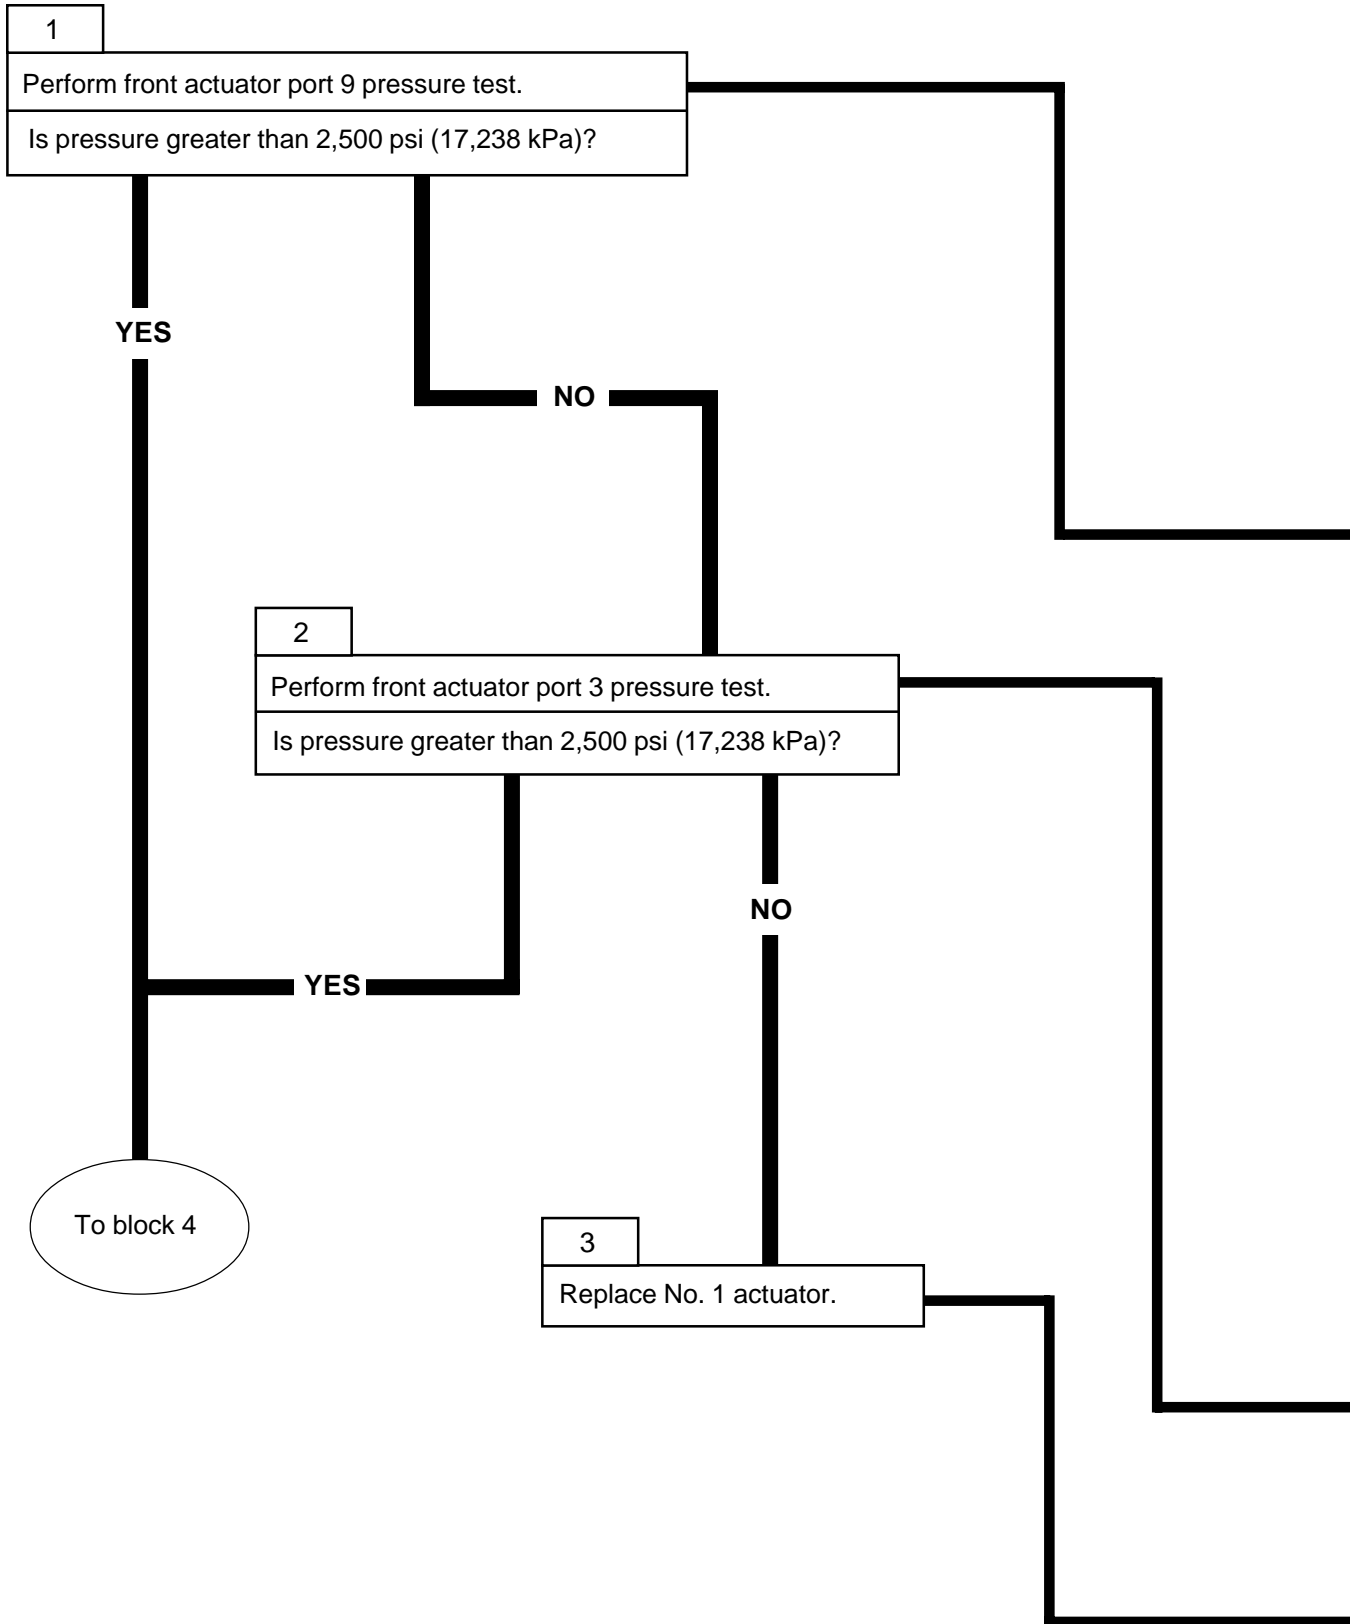 1
Perform front actuator port 9 pressure test.
Is pressure greater than 2,500 psi (17,238 kPa)?
YES
NO
2
Perform front actuator port 3 pressure test.
Is pressure greater than 2,500 psi (17,238 kPa)?
NO
YES
To block 4
3
Replace No. 1 actuator.